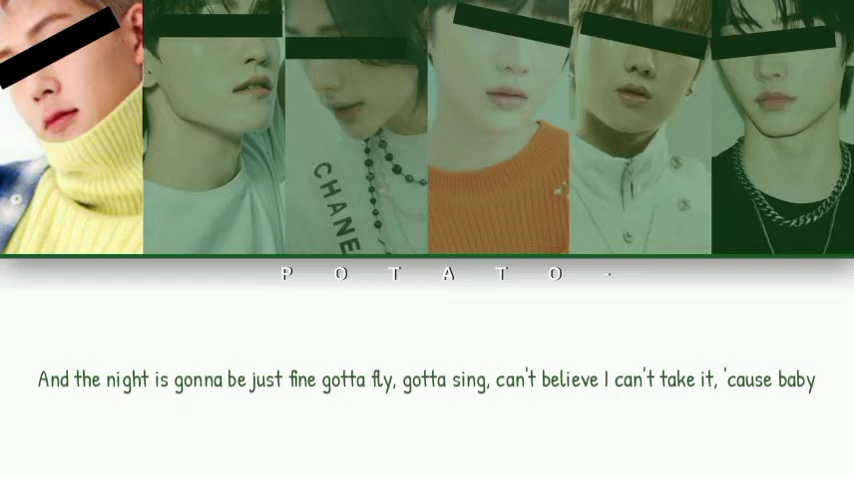 CHANE
P O T A T O -
And the night is gonna be just fine gotta fly, gotta sing, can't believe I can't take it, 'cause baby